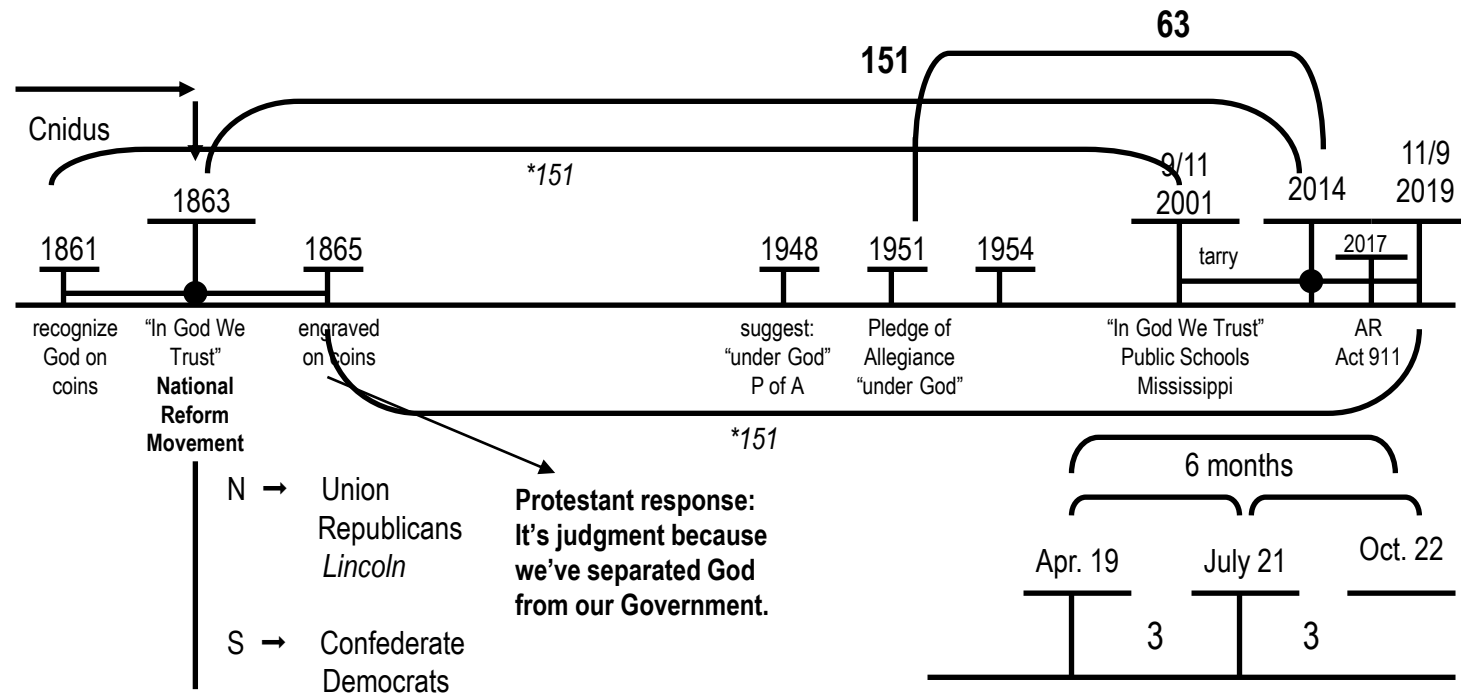 63
151
Cnidus
*151
9/11
2001
11/9
2019
2014
1863
1861
1865
1948
1951
1954
tarry
2017
recognize
God on
coins
“In God We
Trust”
National
Reform
Movement
engraved
on coins
suggest:
“under God”
P of A
Pledge of
Allegiance
“under God”
“In God We Trust”
Public Schools
Mississippi
AR
Act 911
*151
N → Union
Republicans
Lincoln
S → Confederate
Democrats
Protestant response:
It’s judgment because
we’ve separated God
from our Government.
6 months
Apr. 19
July 21
Oct. 22
3
3